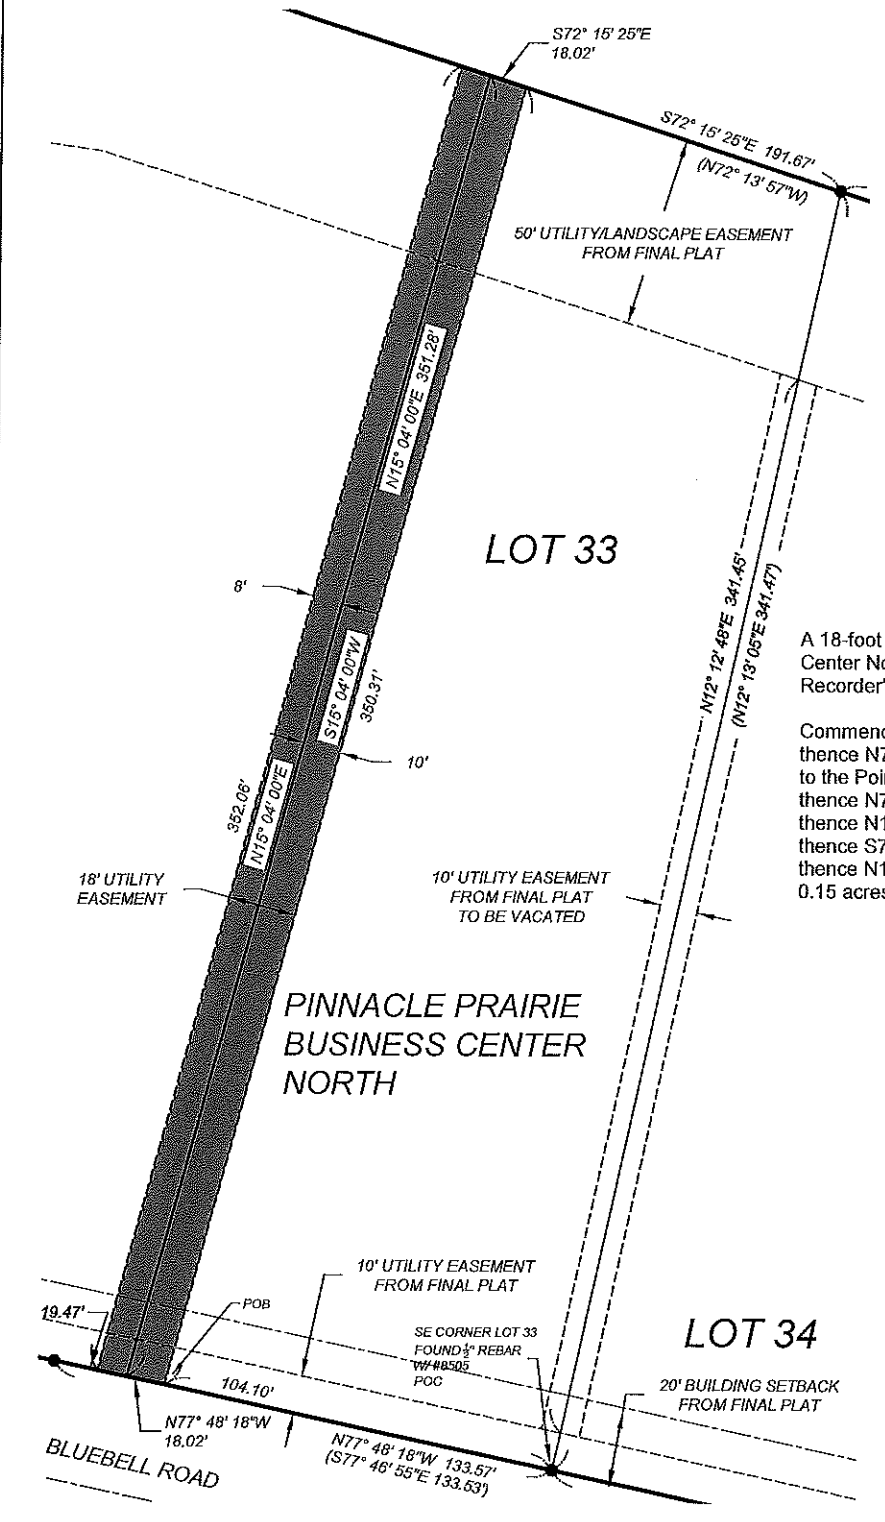 S72° 15' 25"E
18.02'
S72° 15' 25"E 191.67'
(N72° 13' 57"W)
50' UTILITY/LANDSCAPE EASEMENT
FROM FINAL PLAT
N15° 04' 00"E 351.28'
LOT 33
8'
N12° 12' 48"E 341.45'
(N12° 13' 05"E 341.47')
S15° 04' 00"W
350.31'
10'
352.06'
N15° 04' 00"E
A 18-foot
Center No
Recorder'
Commenc
thence N7
to the Poi
thence N7
thence N1
thence S7
thence N1
0.15 acres
18' UTILITY
EASEMENT
10' UTILITY EASEMENT
FROM FINAL PLAT
TO BE VACATED
PINNACLE PRAIRIE
BUSINESS CENTER
NORTH
10' UTILITY EASEMENT
FROM FINAL PLAT
19.47'
POB
SE CORNER LOT 33
FOUND ½" REBAR
W/ #8505
POC
LOT 34
104.10'
20' BUILDING SETBACK
FROM FINAL PLAT
N77° 48' 18"W
18.02'
N77° 48' 18"W 133.57'
(S77° 46' 55"E 133.53')
BLUEBELL ROAD